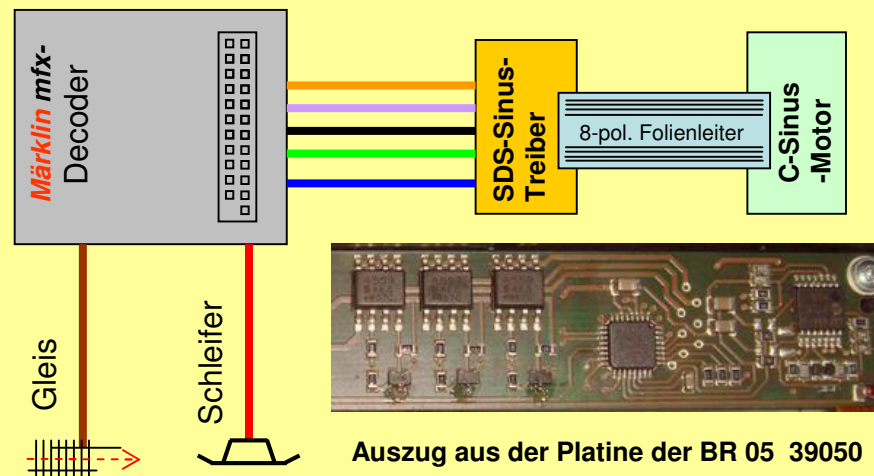 Märklin mfx-
Decoder
SDS-Sinus-
Treiber
8-pol. Folienleiter
C-Sinus
-Motor
Gleis
Schleifer
Auszug aus der Platine der BR 05 39050